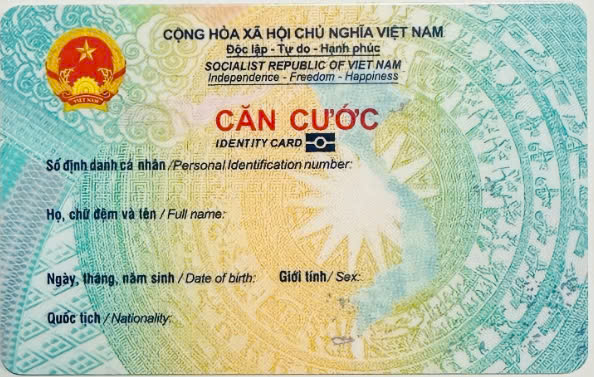 CỘNG HÒA XÃ HỘI CHỦ NGHĨA VIỆT NAM
Độc lập - Tự do - Hạnh phúc
SOCIALIST REPUBLIC OF VIET NAM
Independence - Freedom - Happiness
VIỆT NAM
CĂN CƯỚC
IDENTITY CARD
Số định danh cá nhân / Personal Identification number:
Họ, chữ đệm và tên / Full name:
Ngày, tháng, năm sinh / Date of birth: Giới tính / Sex:
Quốc tịch / Nationality: